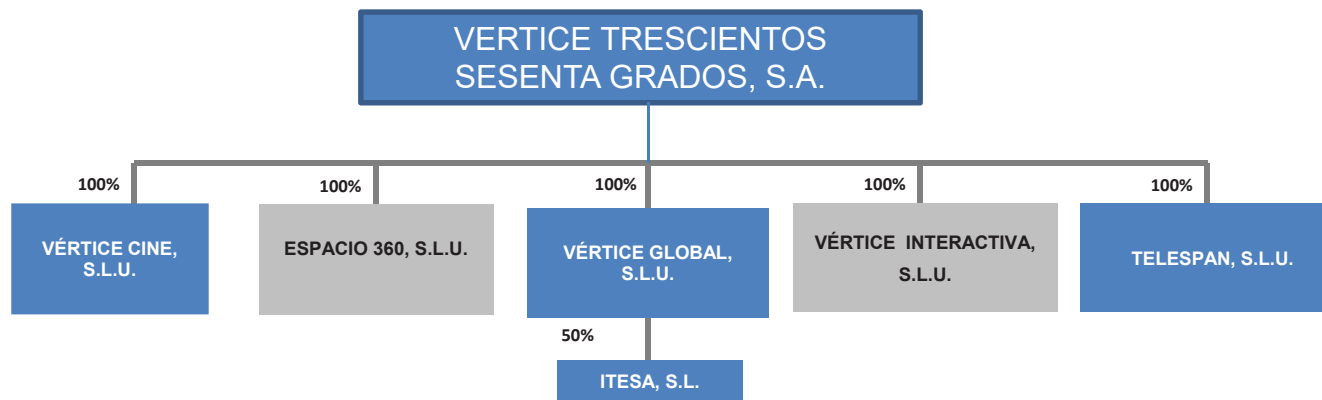 VERTICE TRESCIENTOS
SESENTA GRADOS, S.A.
100%
100%
100%
100%
100%
VÉRTICE CINE,
S.L.U.
ESPACIO 360, S.L.U.
VÉRTICE GLOBAL,
S.L.U.
VÉRTICE INTERACTIVA,
S.L.U.
TELESPAN, S.L.U.
50%
ITESA, S.L.